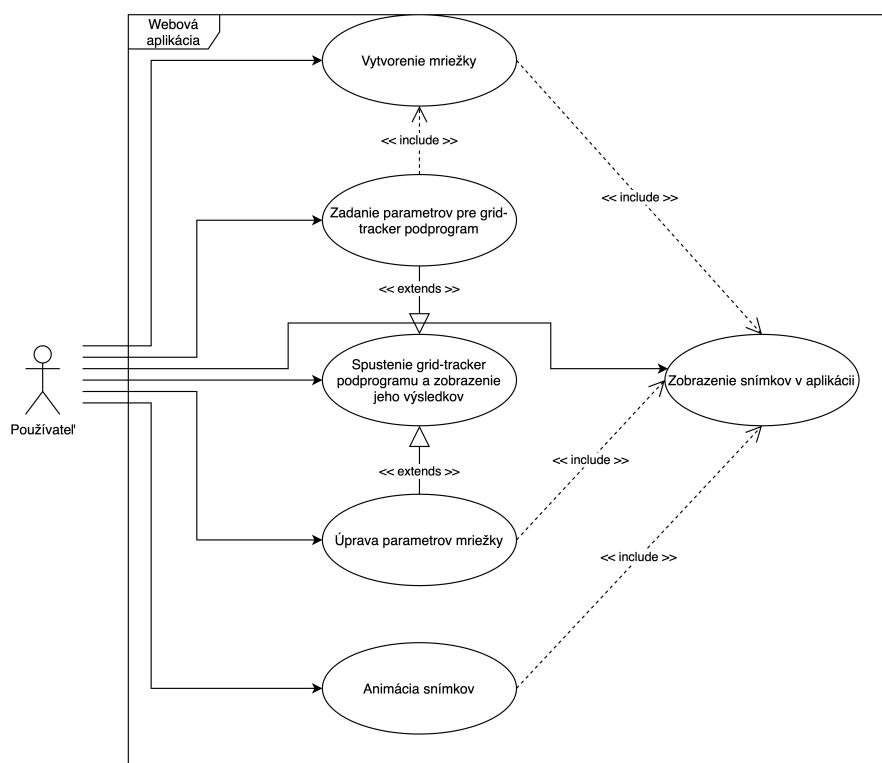 Webová
aplikácia
Vytvorenie mriežky
<< include >>
<< include >>
Zadanie parametrov pre grid-
tracker podprogram
<< extends >>
Spustenie grid-tracker
podprogramu a zobrazenie
jeho výsledkov
Zobrazenie snímkov v aplikácii
Používateľ
<< extends >>
<< include >>
Úprava parametrov mriežky
<< include >>
Animácia snímkov